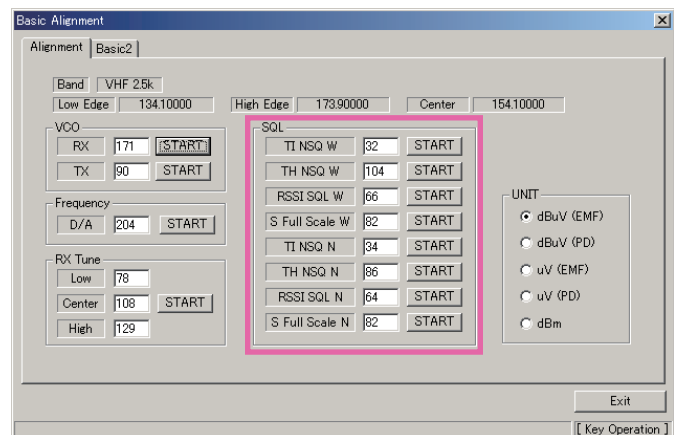 Basic Alignment
Alignment Basic2
Band VHF 2.5k
Low Edge 134.10000 High Edge 173.90000 Center 154.10000
VCO
RX 171 START
TX 90 START
Frequency
D/A 204 START
RX Tune
Low 78
Center 108 START
High 129
SQL
TI NSQ W 32 START
TH NSQ W 104 START
RSSI SQL W 66 START
S Full Scale W 82 START
TI NSQ N 34 START
TH NSQ N 86 START
RSSI SQL N 64 START
S Full Scale N 82 START
UNIT
dBuV (EMF)
dBuV (PD)
uV (EMF)
uV (PD)
dBm
Exit
[ Key Operation ]